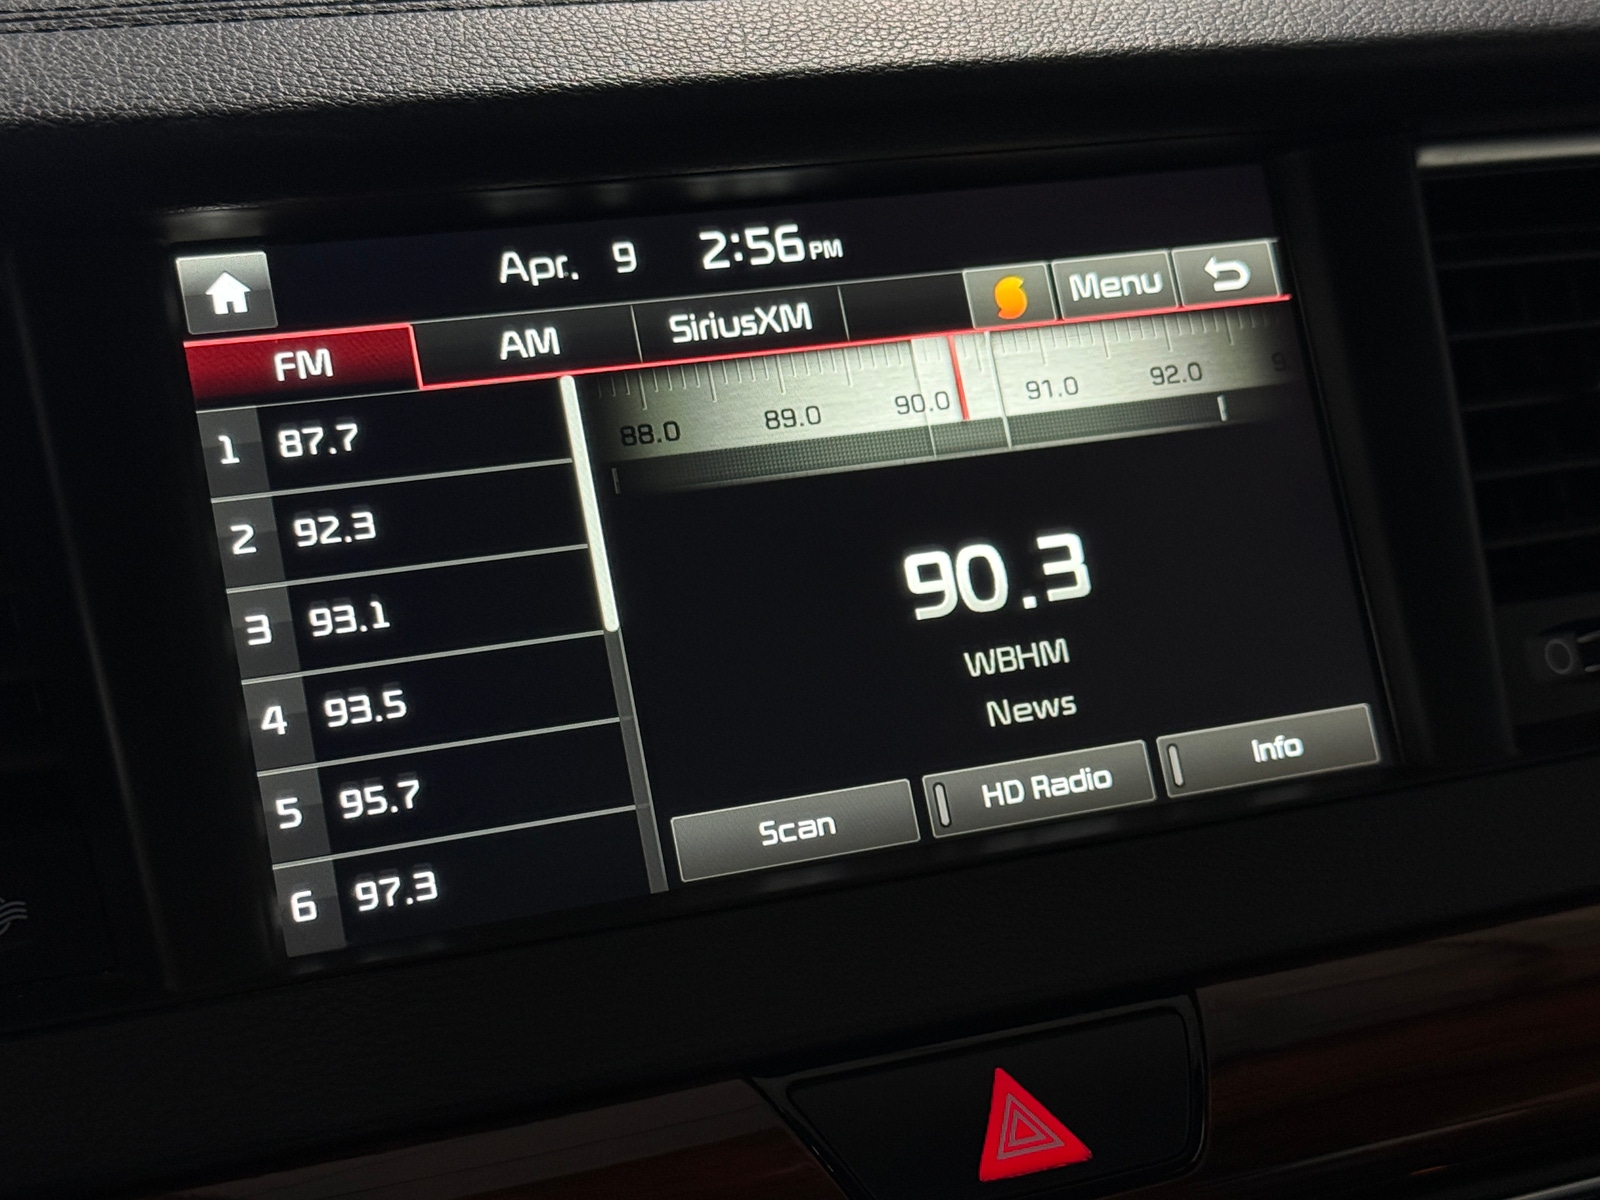 Apr. 9 2:56 PM
FM AM SiriusXM Menu
88.0 89.0 90.0 91.0 92.0
1 87.7
2 92.3
3 93.1
4 93.5
5 95.7
6 97.3
90.3
WBHM
News
Scan HD Radio Info